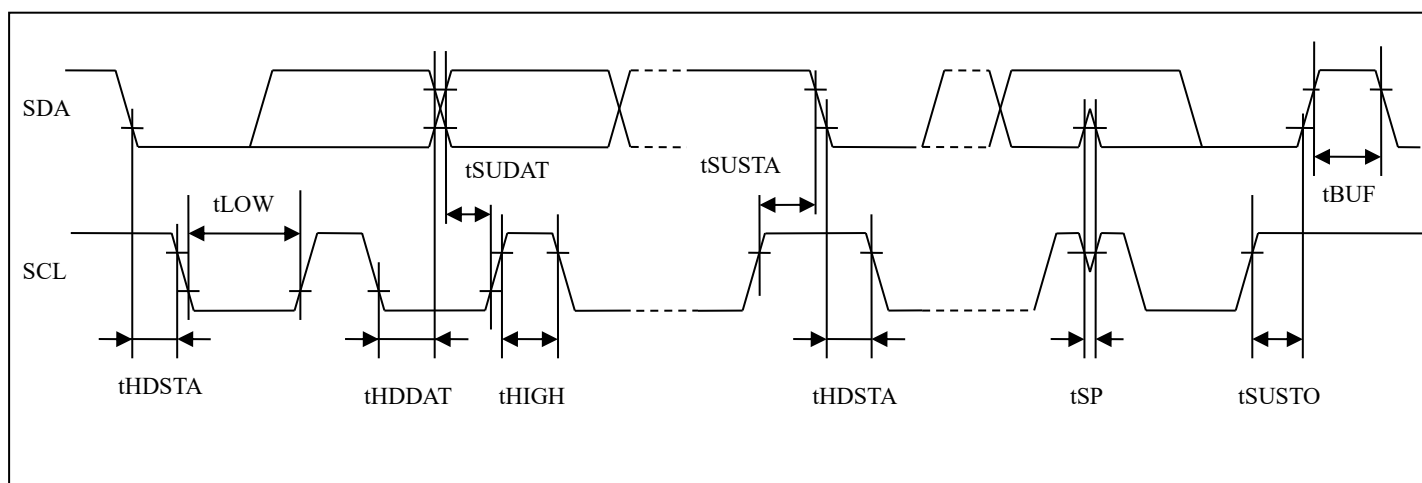 SDA
tSUDAT
tSUSTA
tBUF
tLOW
SCL
tHDSTA
tHDDAT
tHIGH
tHDSTA
tSP
tSUSTO